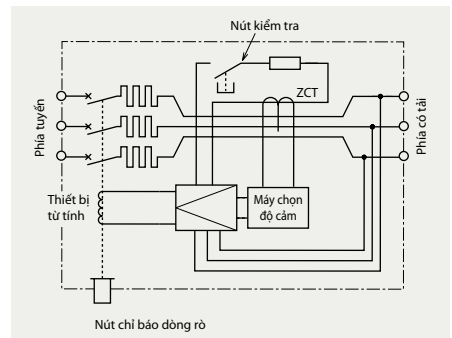 Nút kiểm tra
ZCT
Phía tuyến
Phía có tải
Thiết bị
từ tính
Máy chọn
độ cảm
Nút chỉ báo dòng rò